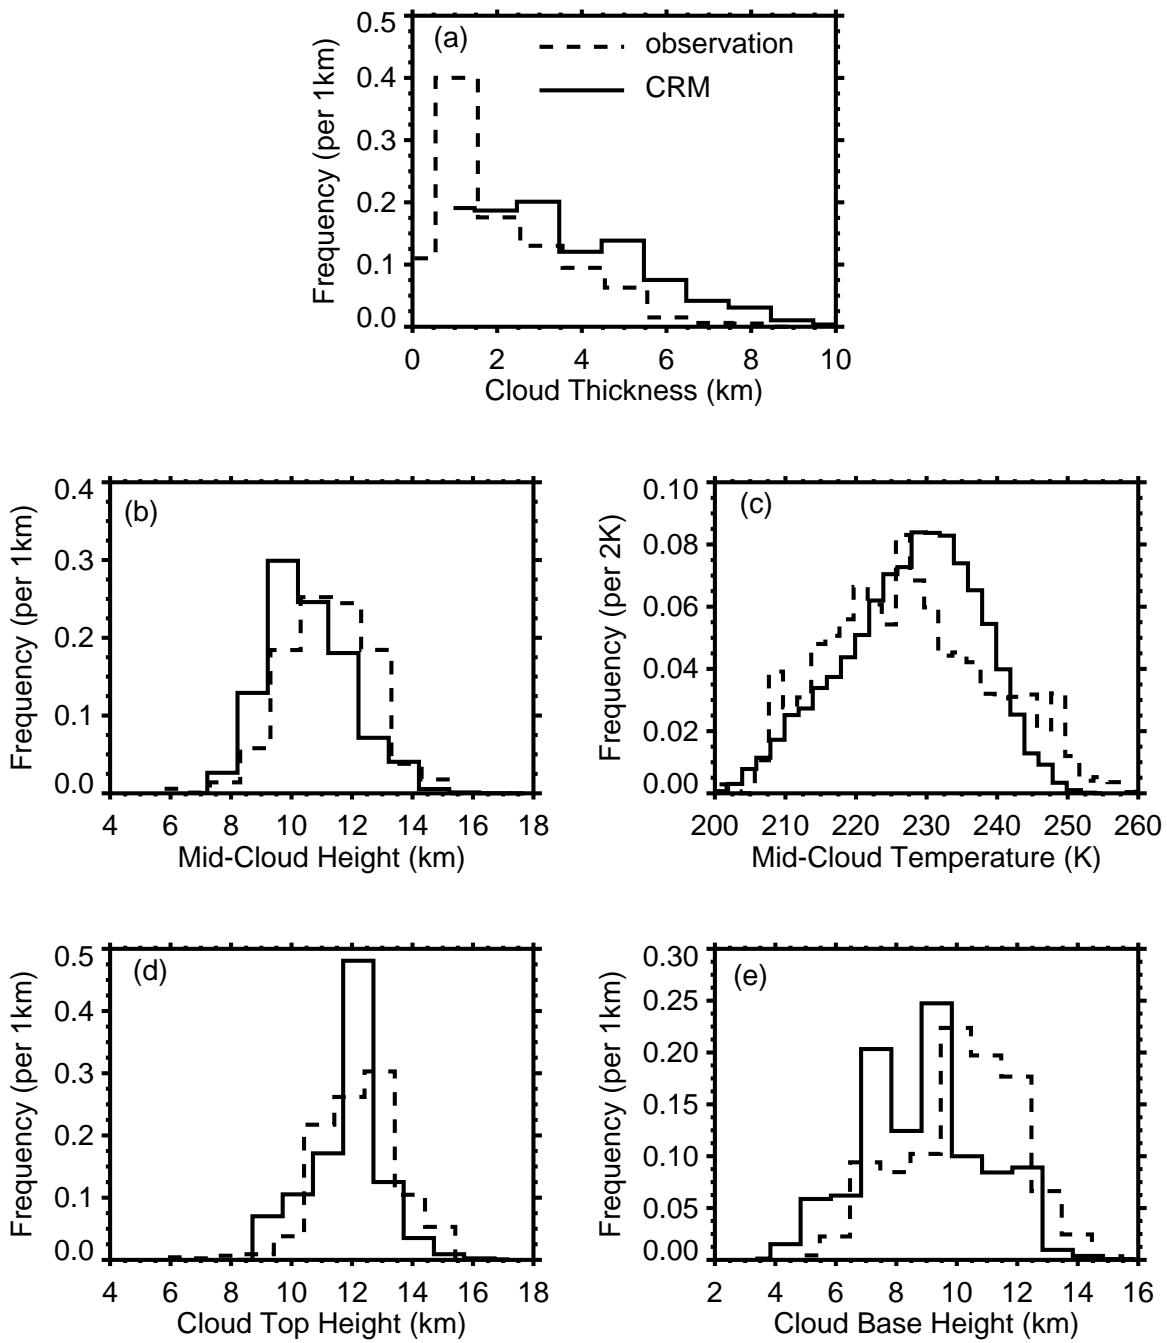 0.5
(a)
observation
0.4
CRM
0.3
0.2
0.1
0.0
Frequency (per 1km)
0 2 4 6 8 10
Cloud Thickness (km)
0.4
(b)
0.3
0.2
0.1
0.0
Frequency (per 1km)
4 6 8 10 12 14 16 18
Mid-Cloud Height (km)
0.10
(c)
0.08
0.06
0.04
0.02
0.00
Frequency (per 2K)
200 210 220 230 240 250 260
Mid-Cloud Temperature (K)
0.5
(d)
0.4
0.3
0.2
0.1
0.0
Frequency (per 1km)
4 6 8 10 12 14 16 18
Cloud Top Height (km)
0.30
(e)
0.25
0.20
0.15
0.10
0.05
0.00
Frequency (per 1km)
2 4 6 8 10 12 14 16
Cloud Base Height (km)